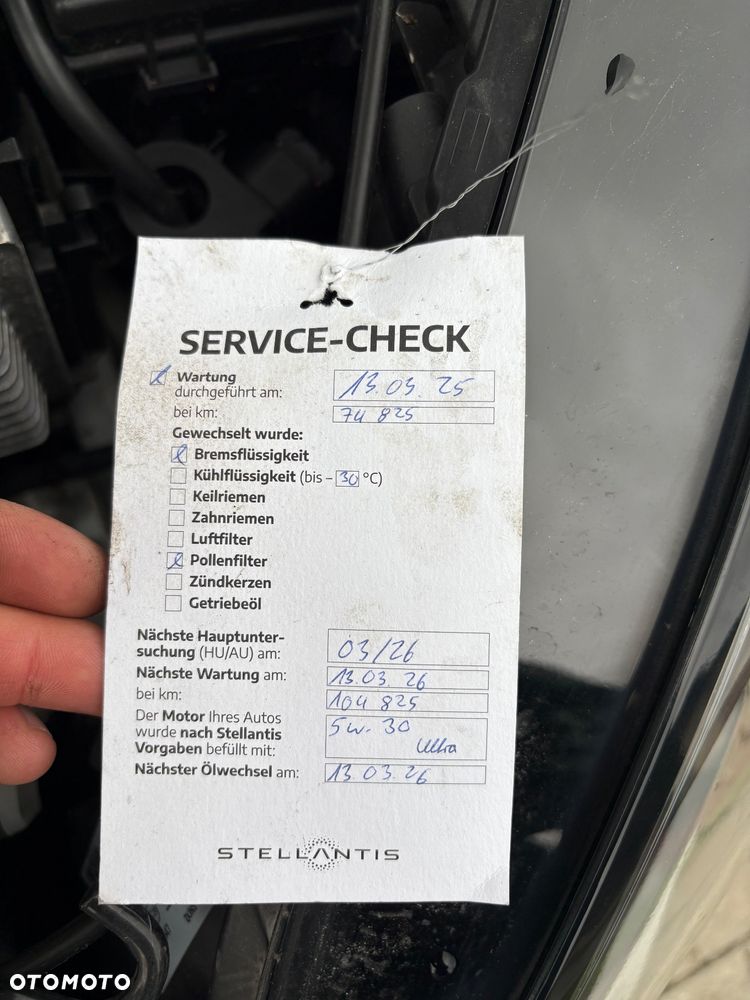 SERVICE-CHECK
Wartung
durchgeführt am: 13.03.25
bei km: 74 825
Gewechselt wurde:
Bremsflüssigkeit
Kühlflüssigkeit (bis – 30 °C)
Keilriemen
Zahnriemen
Luftfilter
Pollenfilter
Zündkerzen
Getriebeöl
Nächste Hauptunter-
suchung (HU/AU) am: 03/26
Nächste Wartung am: 13.03.26
bei km: 104 825
Der Motor Ihres Autos
wurde nach Stellantis
Vorgaben befüllt mit: 5w-30 Ultra
Nächster Ölwechsel am: 13.03.26
STELLANTIS
OTOMOTO